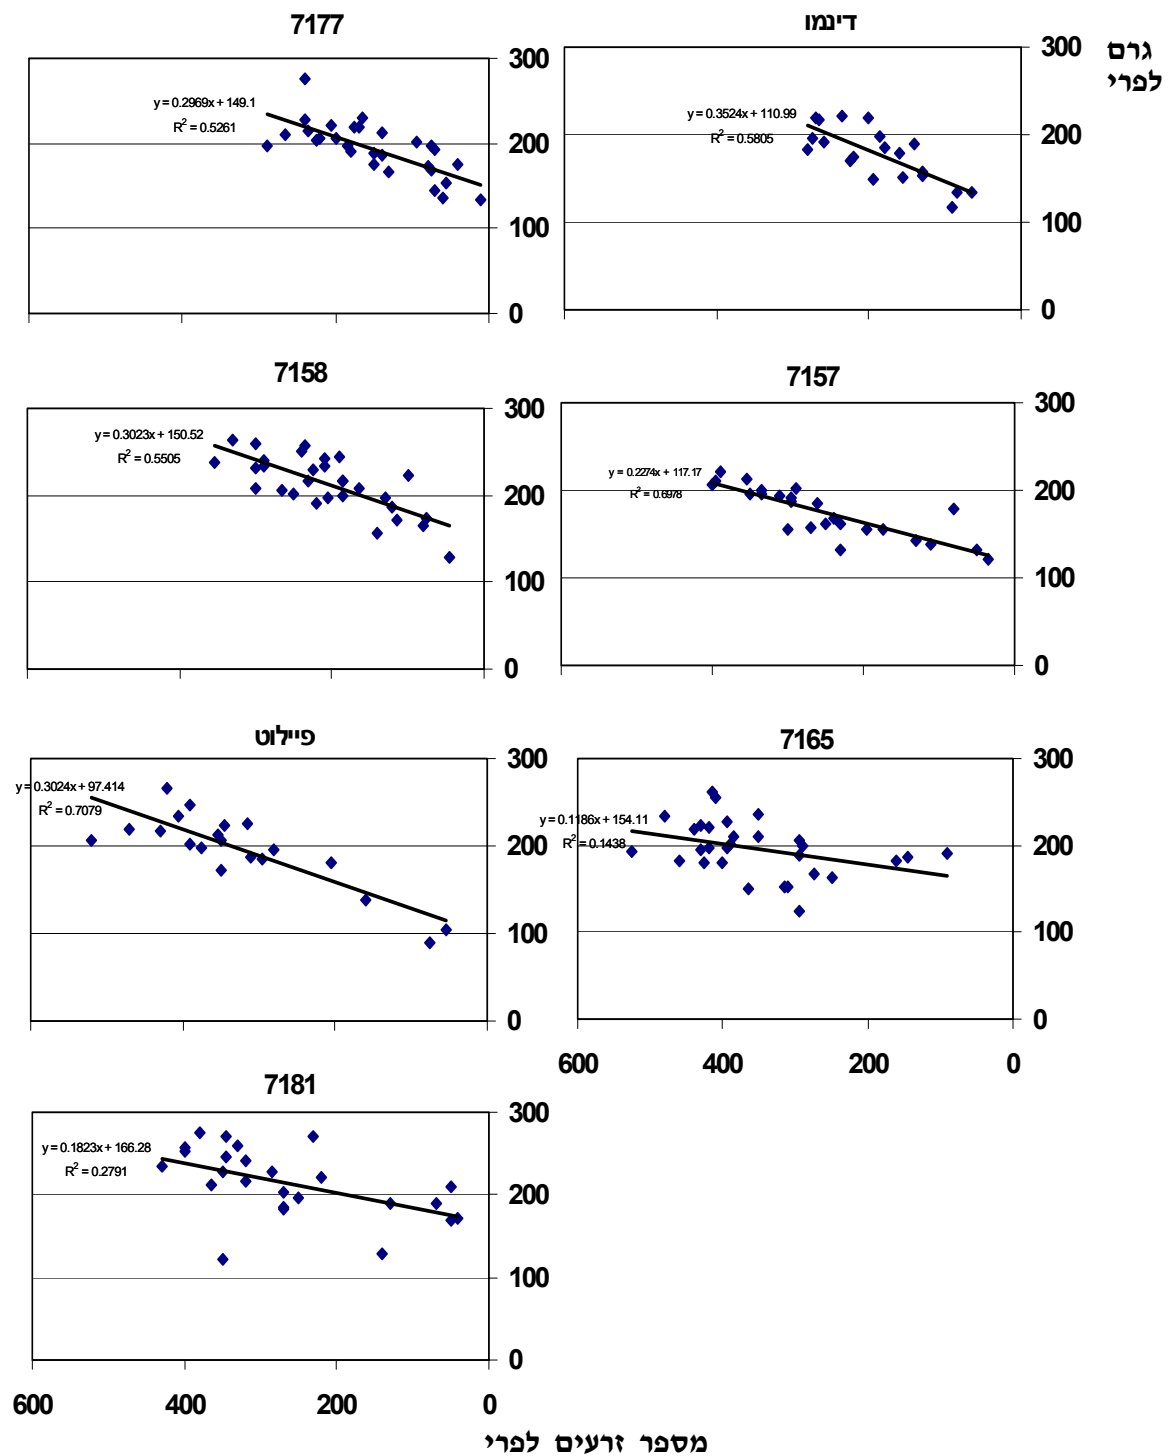 גרם
לפרי
דינמו
y = 0.3524x + 110.99
R² = 0.5805
300
200
100
0
7177
y = 0.2969x + 149.1
R² = 0.5261
300
200
100
0
7157
y = 0.2274x + 117.17
R² = 0.6978
300
200
100
0
7158
y = 0.3023x + 150.52
R² = 0.5505
300
200
100
0
7165
y = 0.1186x + 154.11
R² = 0.1438
300
200
100
0
600 400 200 0
פיילוט
y = 0.3024x + 97.414
R² = 0.7079
300
200
100
0
7181
y = 0.1823x + 166.28
R² = 0.2791
300
200
100
0
600 400 200 0
מספר זרעים לפרי